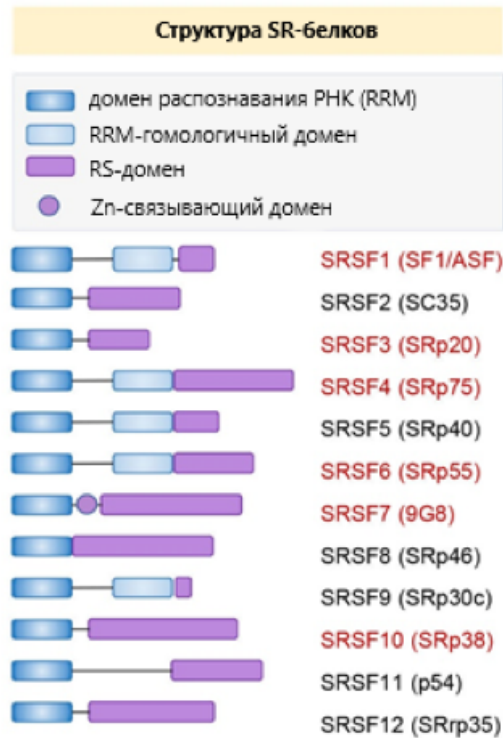 Структура SR-белков
домен распознавания РНК (RRM)
RRM-гомологичный домен
RS-домен
Zn-связывающий домен
SRSF1 (SF1/ASF)
SRSF2 (SC35)
SRSF3 (SRp20)
SRSF4 (SRp75)
SRSF5 (SRp40)
SRSF6 (SRp55)
SRSF7 (9G8)
SRSF8 (SRp46)
SRSF9 (SRp30c)
SRSF10 (SRp38)
SRSF11 (p54)
SRSF12 (SRrp35)